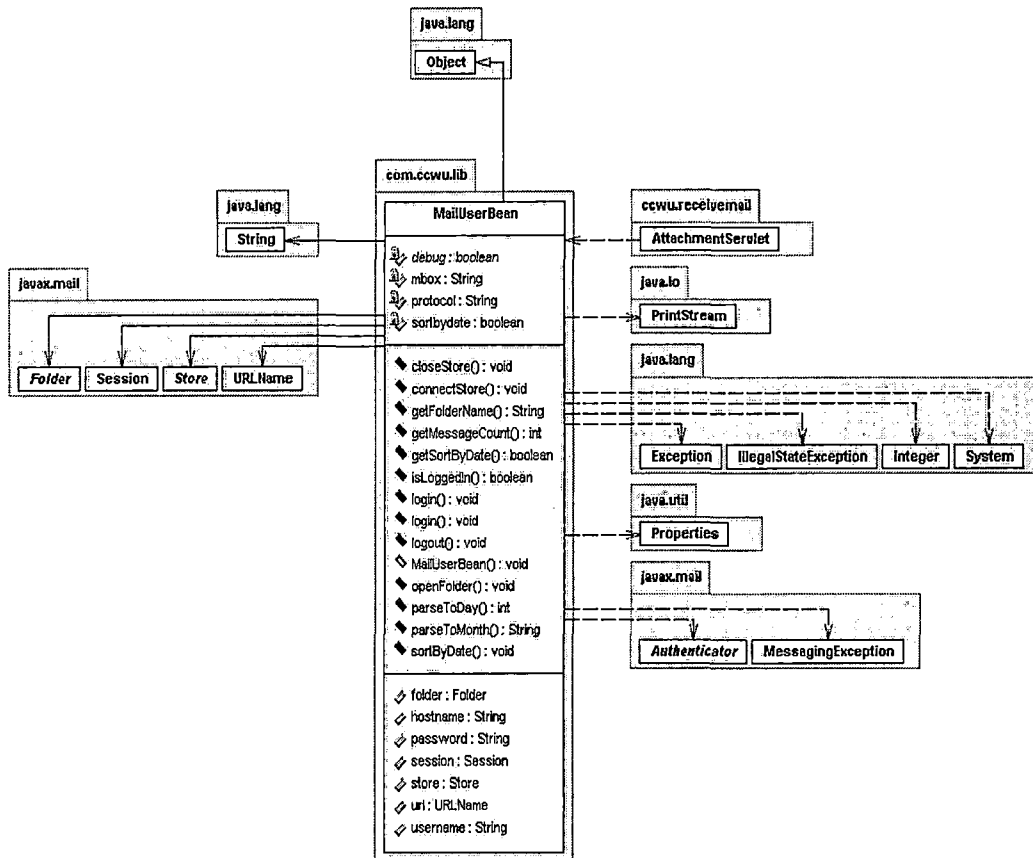 java.lang
Object
com.ccwu.lib
MailUserBean
debug : boolean
mbox : String
protocol : String
sortbydate : boolean
closeStore() : void
connectStore() : void
getFolderName() : String
getMessageCount() : int
getSortByDate() : boolean
isLoggedIn() : boolean
login() : void
login() : void
logout() : void
MailUserBean() : void
openFolder() : void
parseToDay() : int
parseToMonth() : String
sortByDate() : void
folder : Folder
hostname : String
password : String
session : Session
store : Store
url : URLName
username : String
java.lang
String
javax.mail
Folder Session Store URLName
ccwu.receivemail
AttachmentServlet
java.io
PrintStream
java.lang
Exception IllegalStateException Integer System
java.util
Properties
javax.mail
Authenticator MessagingException